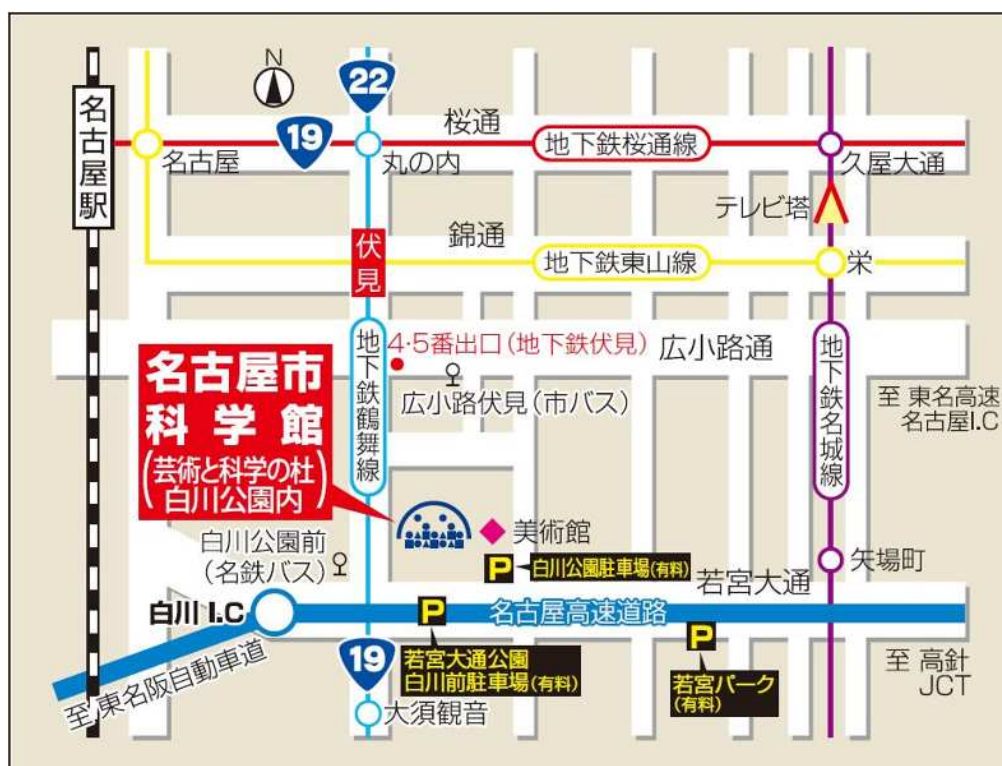 N
22
19
桜通
地下鉄桜通線
名古屋駅
名古屋
丸の内
久屋大通
テレビ塔
伏見
錦通
地下鉄東山線
栄
4・5番出口(地下鉄伏見)
広小路通
名古屋市
科学館
(芸術と科学の杜
白川公園内)
地下鉄鶴舞線
広小路伏見(市バス)
地下鉄名城線
至 東名高速
名古屋I.C
美術館
白川公園前
(名鉄バス)
P
白川公園駐車場(有料)
若宮大通
矢場町
白川 I.C
P
名古屋高速道路
P
至 東名阪自動車道
19
若宮大通公園
白川前駐車場(有料)
若宮パーク
(有料)
至 高針
JCT
大須観音